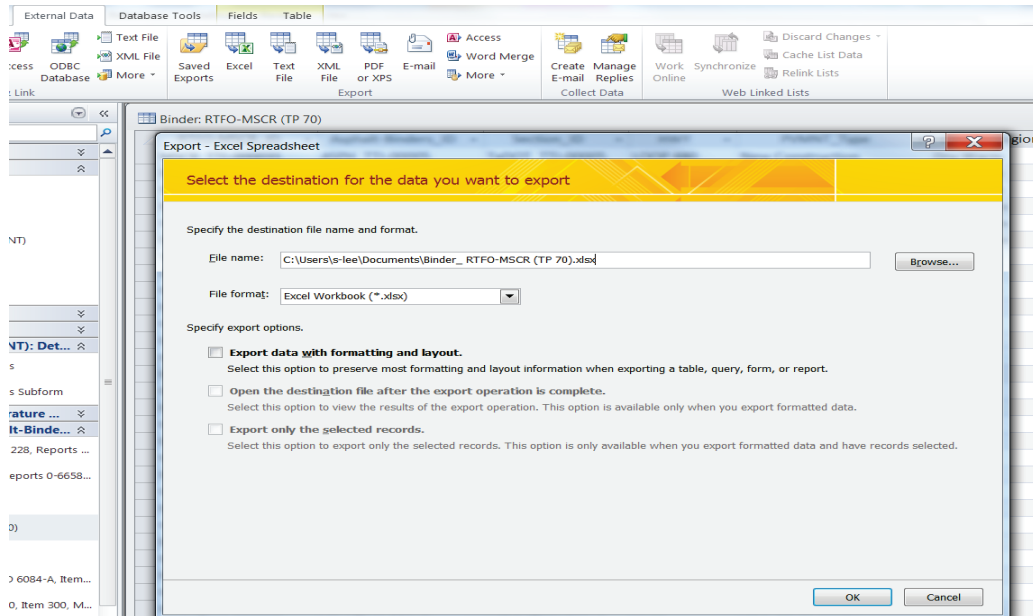 External Data Database Tools Fields Table
Text File
XML File
More
cess
ODBC Database
Link
Saved Exports
Excel
Text File
XML File
PDF or XPS
E-mail
Access
Word Merge
More
Export
Create E-mail
Manage Replies
Collect Data
Work Online
Synchronize
Discard Changes
Cache List Data
Relink Lists
Web Linked Lists
Binder: RTFO-MSCR (TP 70)
gion
NT)
NT): Det...
s
s Subform
rature ...
lt-Binde...
228, Reports ...
eports 0-6658...
0)
0 6084-A, Item...
0, Item 300, M...
Export - Excel Spreadsheet
Select the destination for the data you want to export
Specify the destination file name and format.
File name: C:\Users\s-lee\Documents\Binder_ RTFO-MSCR (TP 70).xlsx
Browse...
File format: Excel Workbook (*.xlsx)
Specify export options.
Export data with formatting and layout.
Select this option to preserve most formatting and layout information when exporting a table, query, form, or report.
Open the destination file after the export operation is complete.
Select this option to view the results of the export operation. This option is available only when you export formatted data.
Export only the selected records.
Select this option to export only the selected records. This option is only available when you export formatted data and have records selected.
OK Cancel